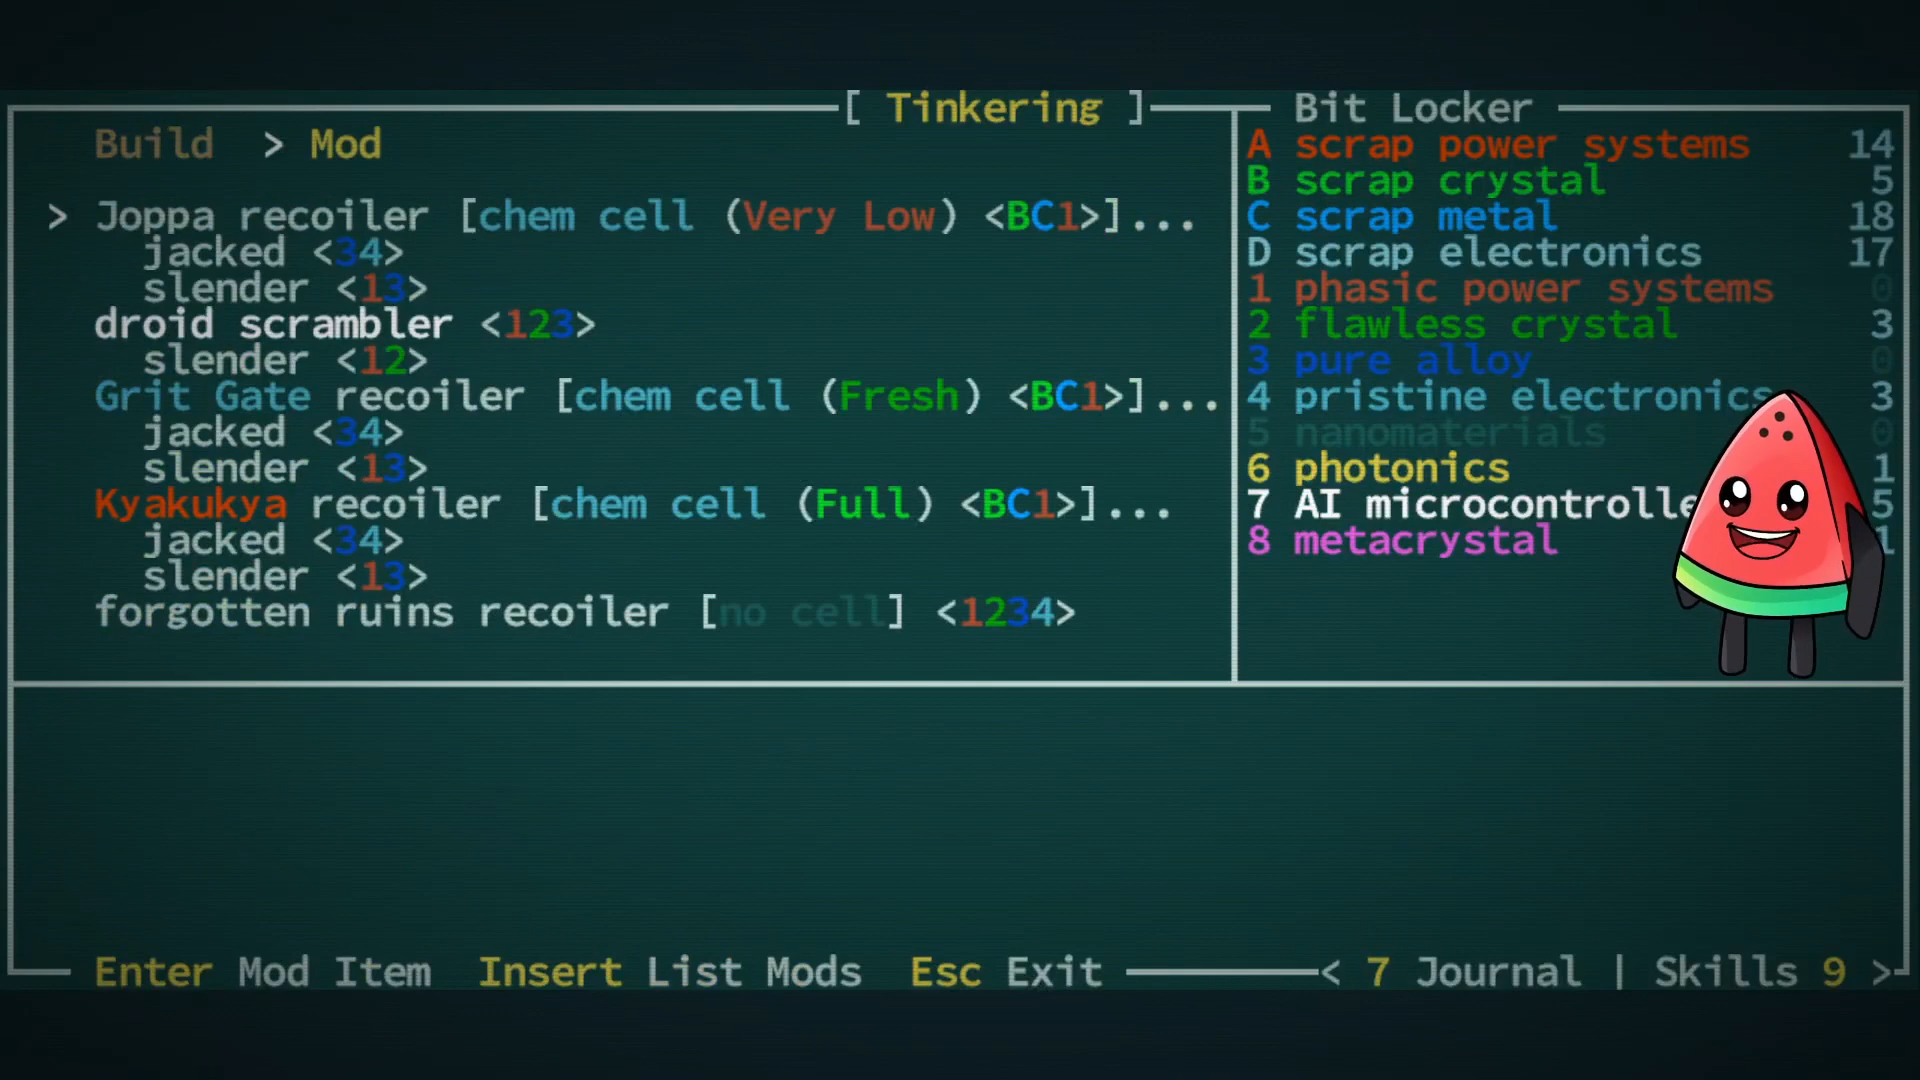 [ Tinkering ]
Build > Mod
> Joppa recoiler [chem cell (Very Low) <BC1>]...
jacked <34>
slender <13>
droid scrambler <123>
slender <12>
Grit Gate recoiler [chem cell (Fresh) <BC1>]...
jacked <34>
slender <13>
Kyakukya recoiler [chem cell (Full) <BC1>]...
jacked <34>
slender <13>
forgotten ruins recoiler [no cell] <1234>
Bit Locker
A scrap power systems 14
B scrap crystal 5
C scrap metal 18
D scrap electronics 17
1 phasic power systems 0
2 flawless crystal 3
3 pure alloy 0
4 pristine electronics 3
5 nanomaterials 0
6 photonics 1
7 AI microcontrolle 5
8 metacrystal 1
Enter Mod Item Insert List Mods Esc Exit < 7 Journal | Skills 9 >